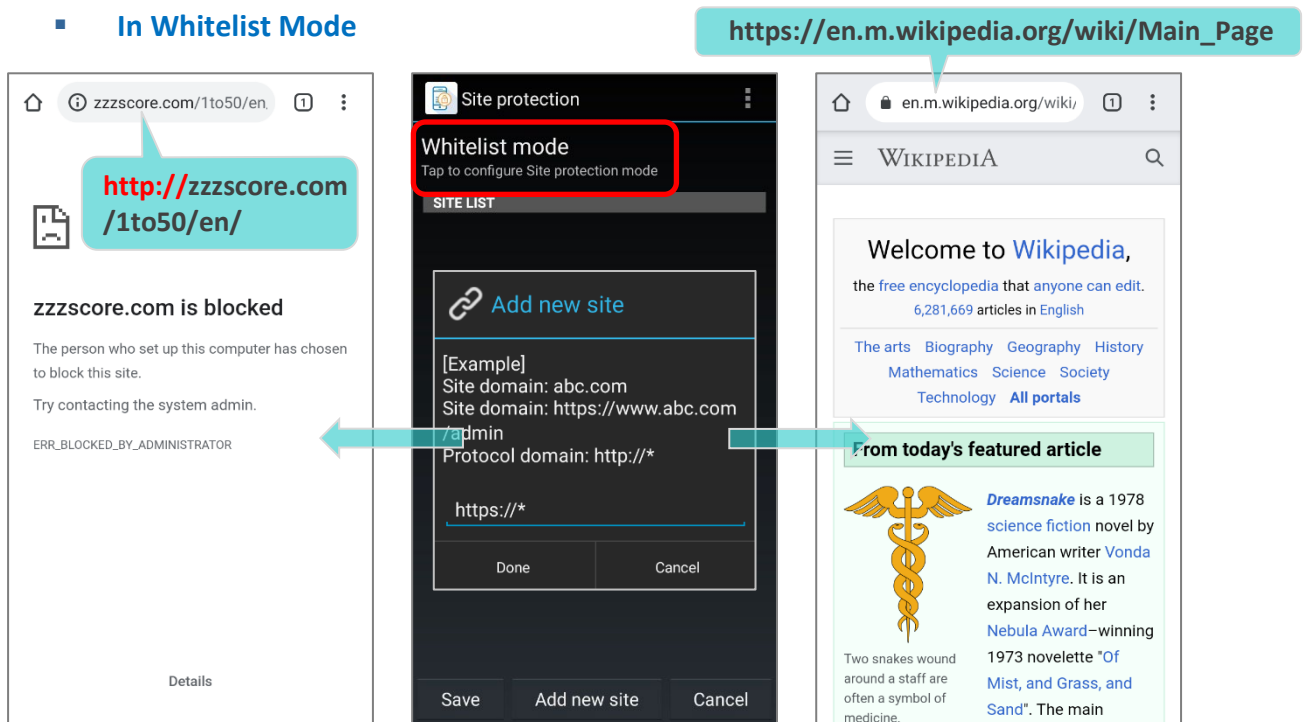 ▪ In Whitelist Mode
https://en.m.wikipedia.org/wiki/Main_Page
zzzscore.com/1to50/en
1
http://zzzscore.com
/1to50/en/
zzzscore.com is blocked
The person who set up this computer has chosen
to block this site.
Try contacting the system admin.
ERR_BLOCKED_BY_ADMINISTRATOR
Details
Site protection
Whitelist mode
Tap to configure Site protection mode
SITE LIST
Add new site
[Example]
Site domain: abc.com
Site domain: https://www.abc.com
/admin
Protocol domain: http://*
https://*
Done Cancel
Save Add new site Cancel
en.m.wikipedia.org/wiki/
1
WIKIPEDIA
Welcome to Wikipedia,
the free encyclopedia that anyone can edit.
6,281,669 articles in English
The arts Biography Geography History
Mathematics Science Society
Technology All portals
From today's featured article
Dreamsnake is a 1978
science fiction novel by
American writer Vonda
N. McIntyre. It is an
expansion of her
Nebula Award–winning
1973 novelette "Of
Mist, and Grass, and
Sand". The main
Two snakes wound
around a staff are
often a symbol of
medicine.